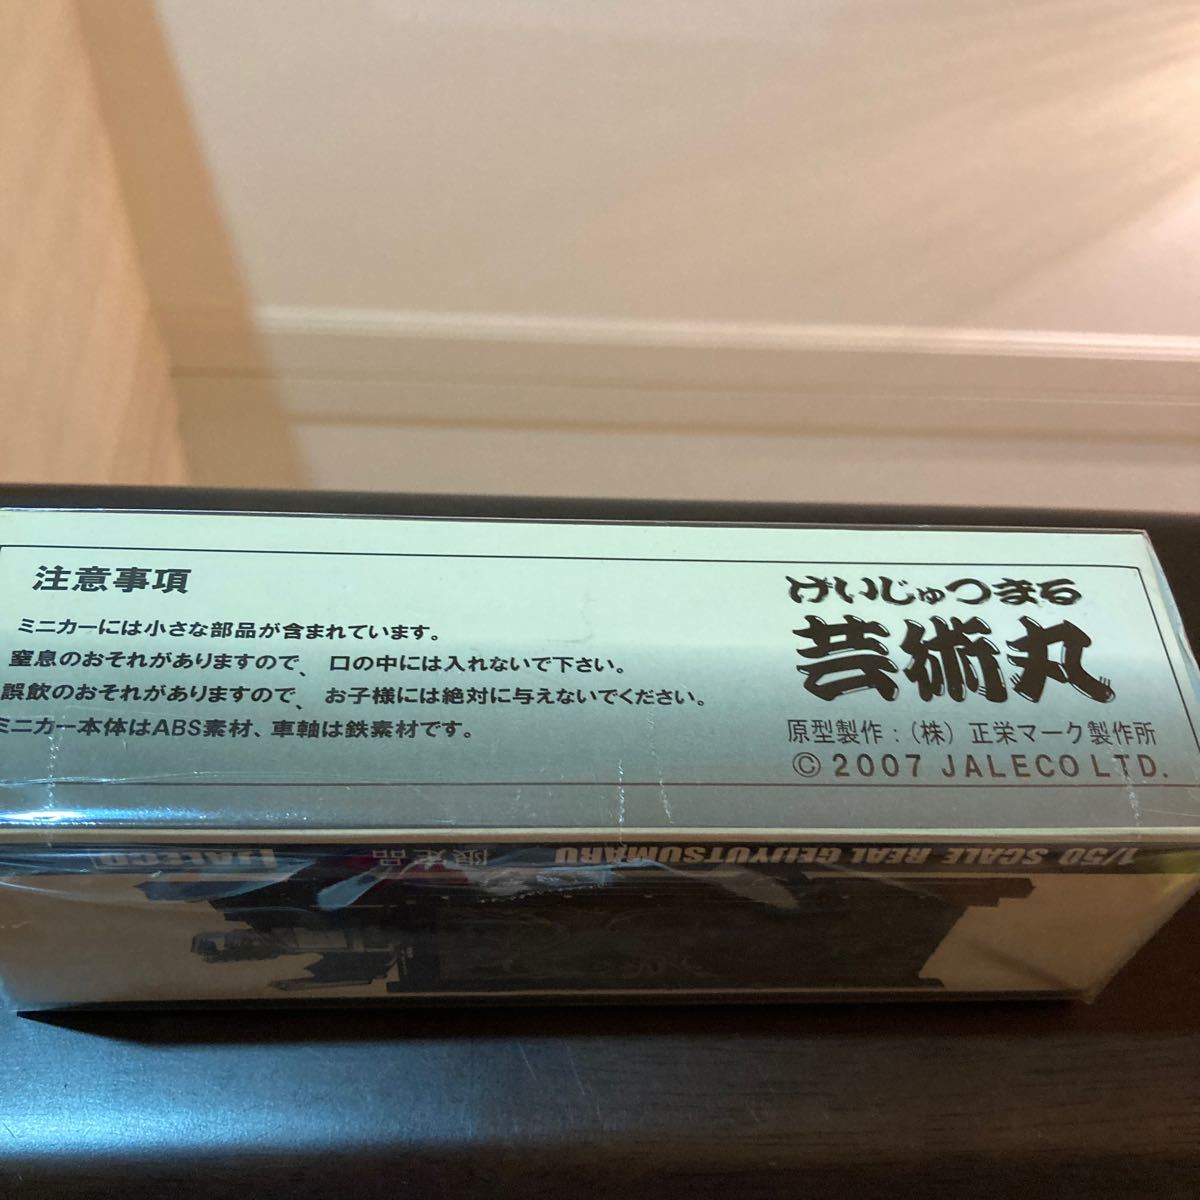 注意事項
ミニカーには小さな部品が含まれています。
窒息のおそれがありますので、口の中には入れないで下さい。
誤飲のおそれがありますので、お子様には絶対に与えないでください。
ミニカー本体はABS素材、車軸は鉄素材です。
げいじゅつまる
芸術丸
原型製作:(株)正栄マーク製作所
© 2007 JALECO LTD.
1/50 SCALE REAL GEIJYUTSUMARU 限定品 JALECO